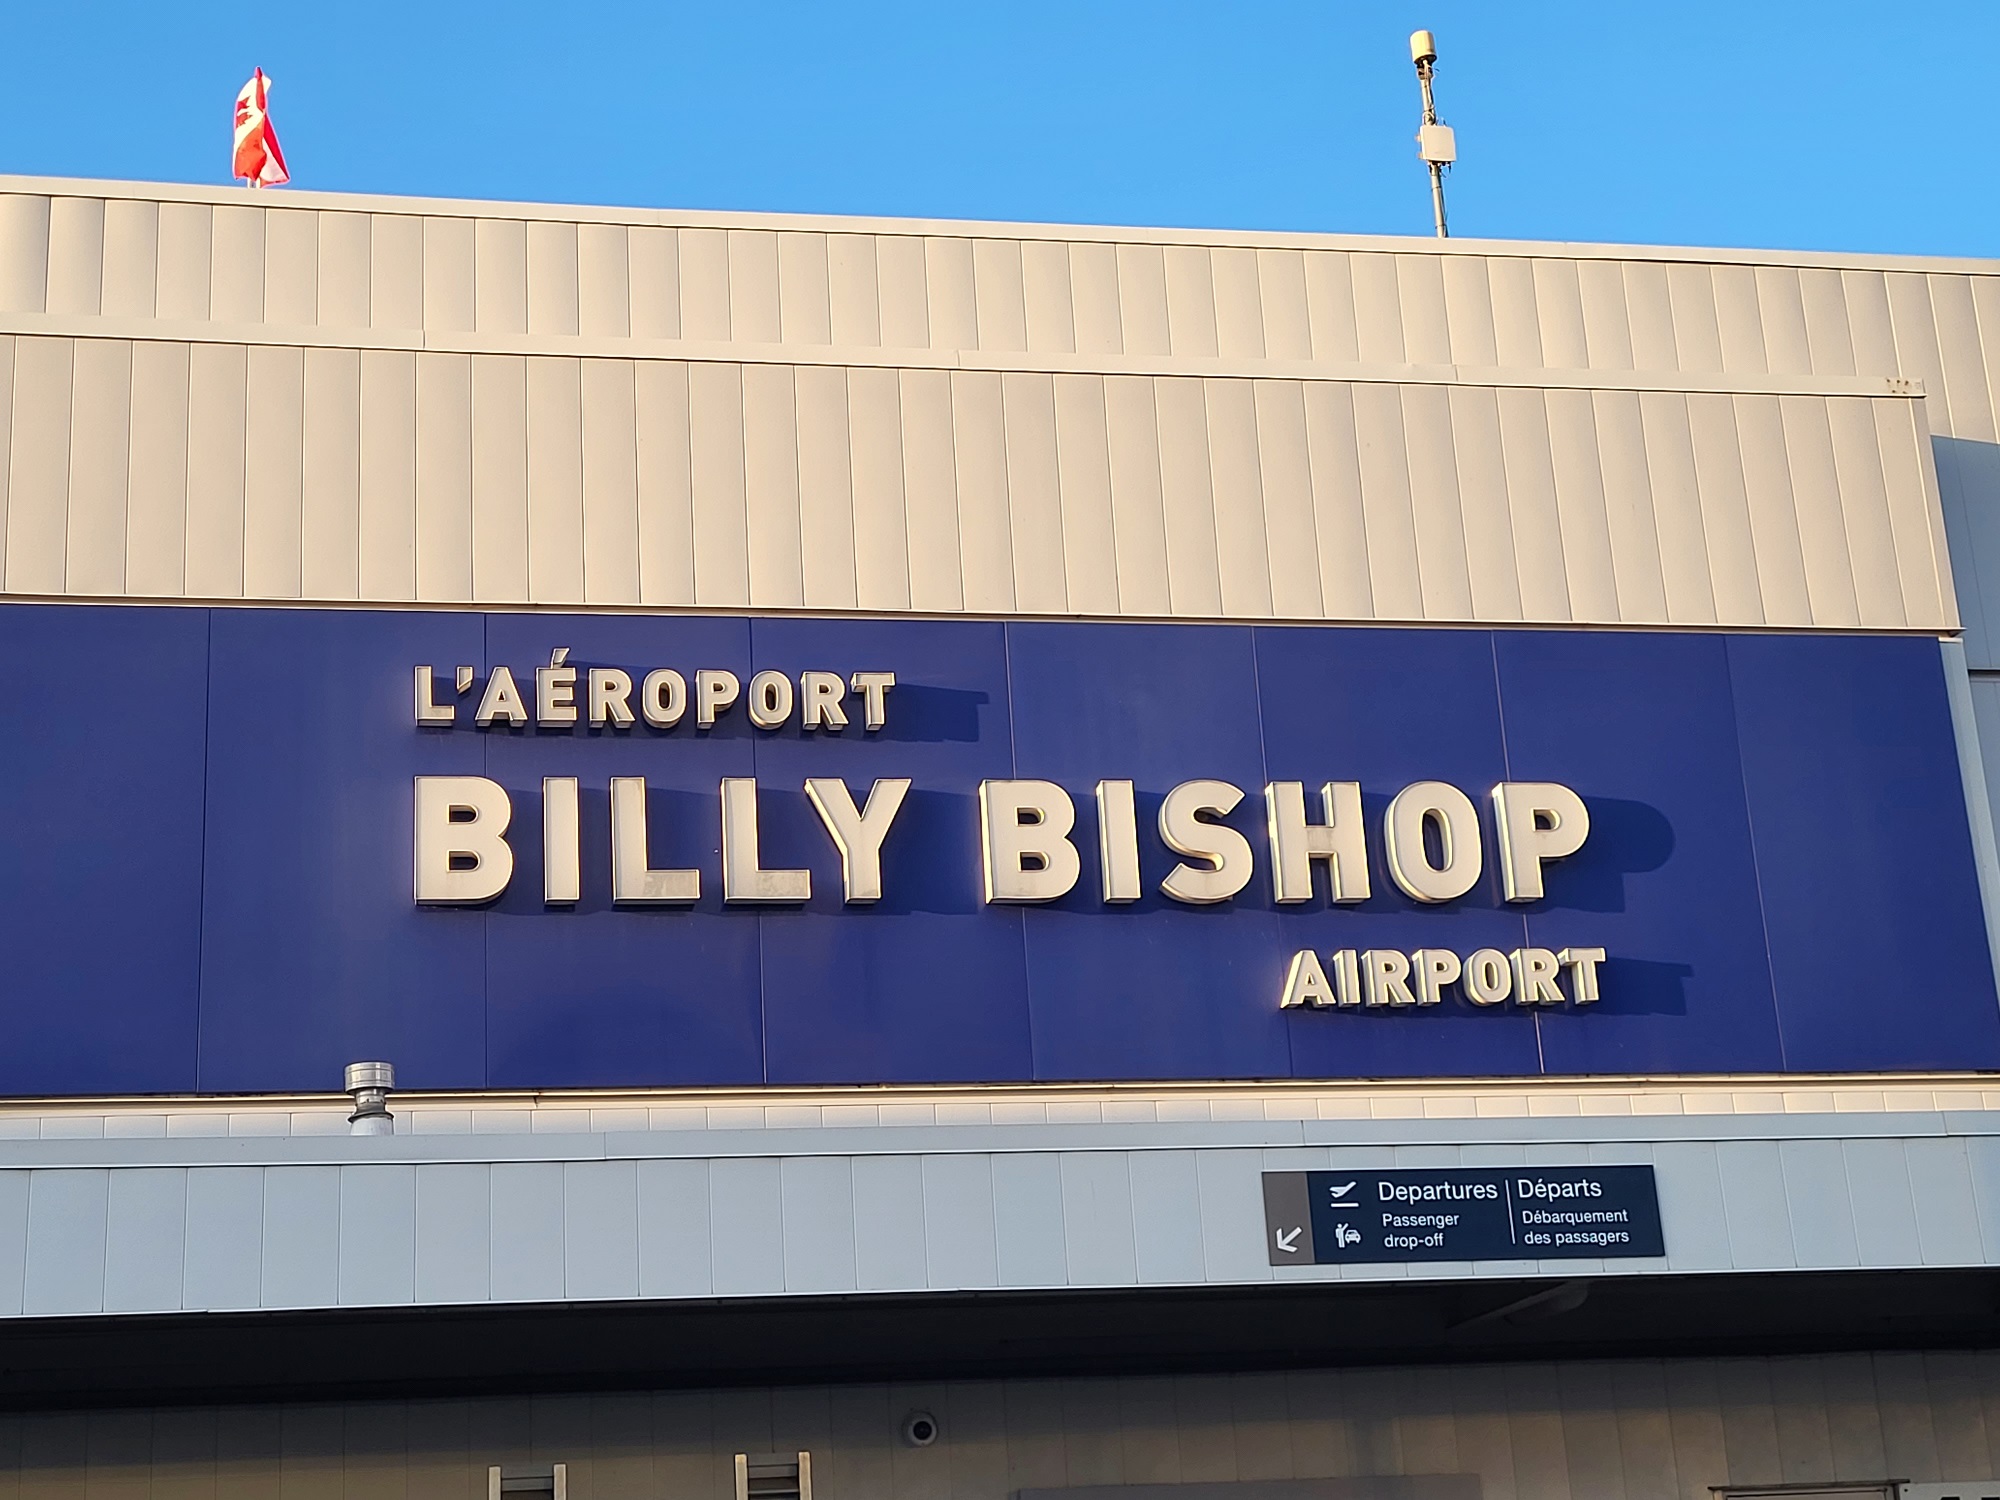 L'AÉROPORT
BILLY BISHOP
AIRPORT
Departures | Départs
Passenger Débarquement
drop-off des passagers